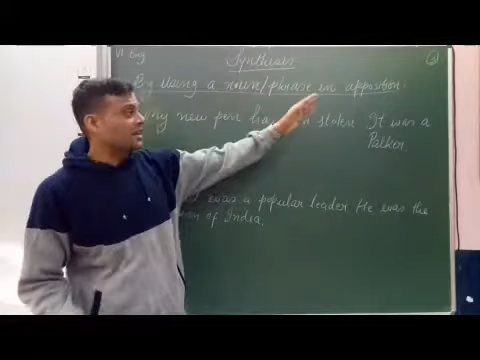 VI Eng Synthesis 2
By using a noun/phrase in apposition.
My new pen has stolen. It was a
Parker.
was a popular leader. He was the
of India.